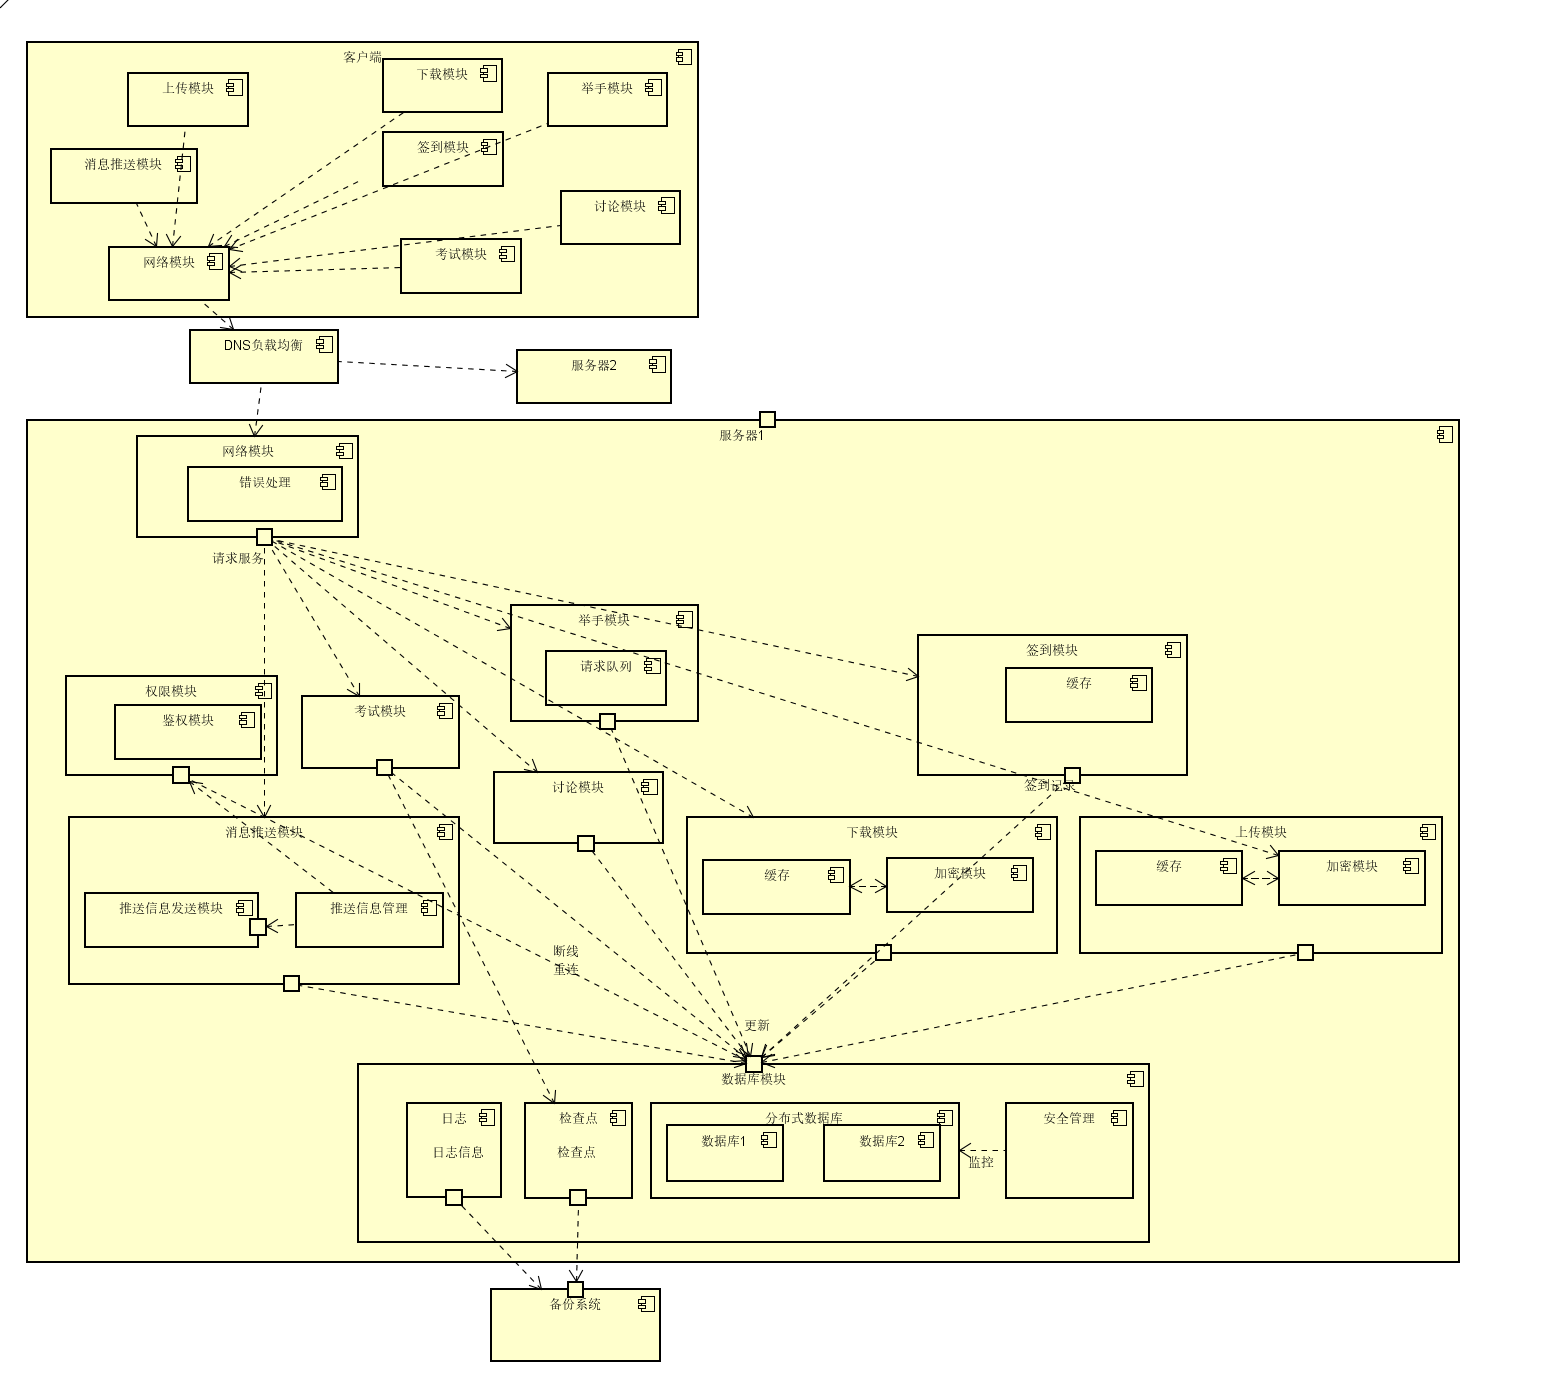 客户端
下载模块
上传模块
举手模块
签到模块
消息推送模块
讨论模块
考试模块
网络模块
DNS负载均衡
服务器2
服务器1
网络模块
错误处理
请求服务
举手模块
请求队列
签到模块
缓存
权限模块
鉴权模块
考试模块
签到记录
讨论模块
消息推送模块
下载模块
上传模块
缓存
加密模块
缓存
加密模块
推送信息发送模块
推送信息管理
断线
重连
更新
数据库模块
日志
检查点
分布式数据库
安全管理
数据库1
数据库2
日志信息
检查点
监控
备份系统